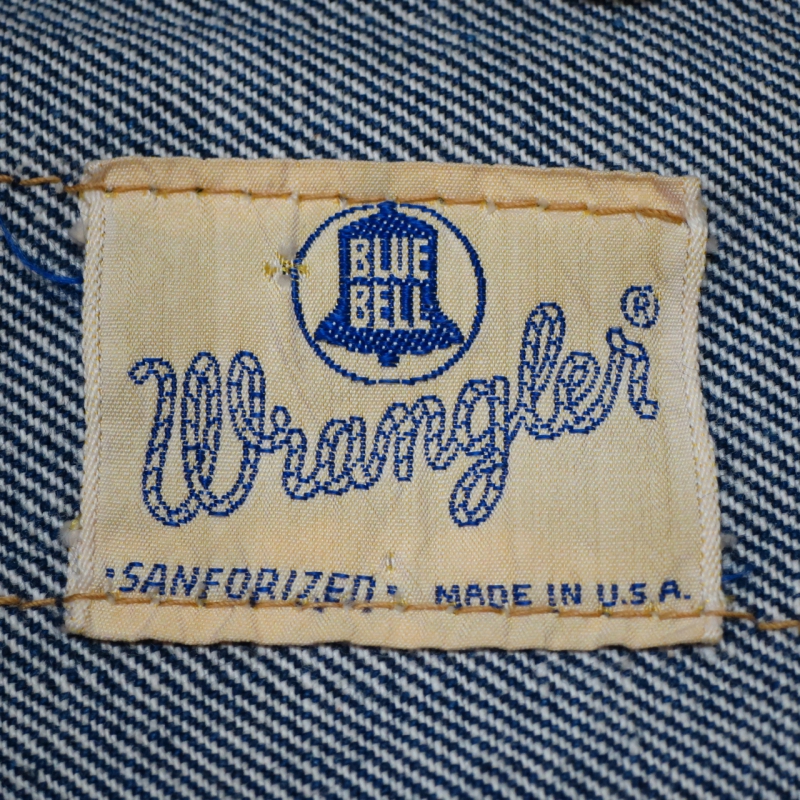 BLUE
BELL
Wrangler®
·SANFORIZED· MADE IN U.S.A.